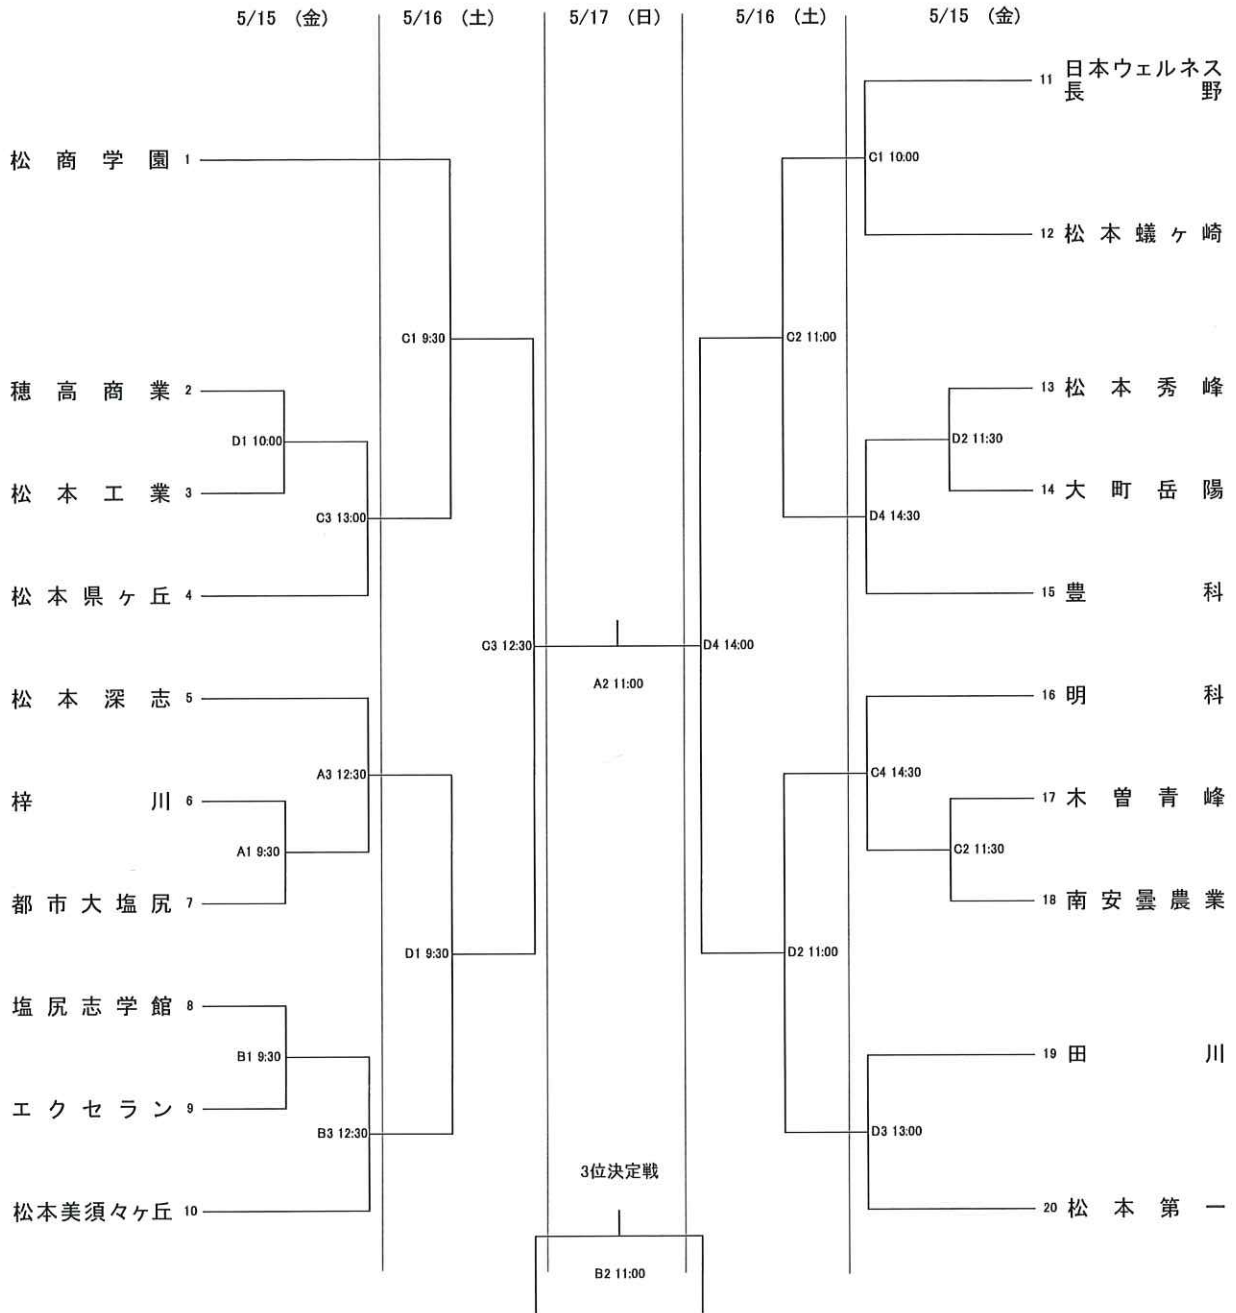 5/15 (金) 5/16 (土) 5/17 (日) 5/16 (土) 5/15 (金)
松商学園 1
C1 9:30
穂高商業 2
D1 10:00
松本工業 3
C3 13:00
松本県ヶ丘 4
C3 12:30
松本深志 5
A3 12:30
梓川 6
A1 9:30
都市大塩尻 7
D1 9:30
塩尻志学館 8
B1 9:30
エクセラン 9
B3 12:30
松本美須々ヶ丘 10
A2 11:00
3位決定戦
B2 11:00
11 日本ウェルネス
長野
C1 10:00
12 松本蟻ヶ崎
C2 11:00
13 松本秀峰
D2 11:30
14 大町岳陽
D4 14:30
15 豊科
D4 14:00
16 明科
C4 14:30
17 木曽青峰
C2 11:30
18 南安曇農業
D2 11:00
19 田川
D3 13:00
20 松本第一